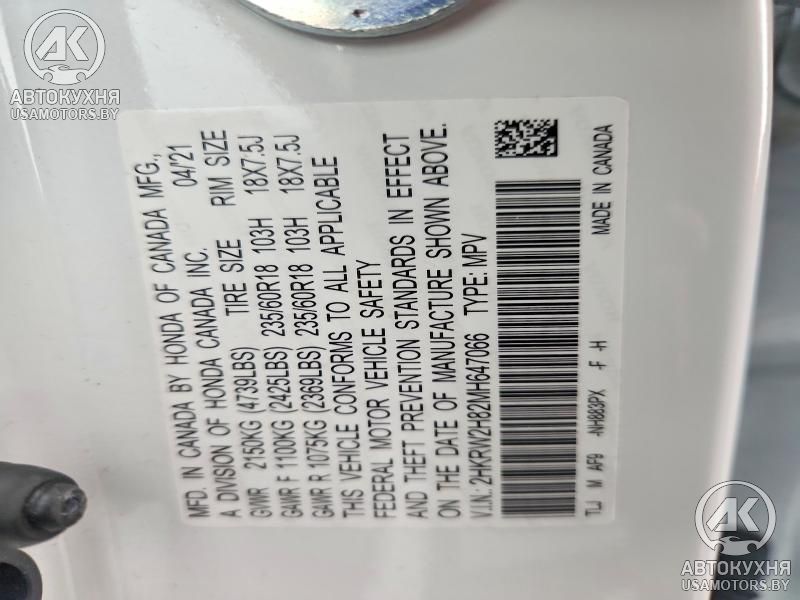 AK
АВТОКУХНЯ
USAMOTORS.BY
MFD. IN CANADA BY HONDA OF CANADA MFG.,
A DIVISION OF HONDA CANADA INC. 04/21
GVWR 2150KG (4739LBS) TIRE SIZE RIM SIZE
GAWR F 1100KG (2425LBS) 235/60R18 103H 18X7.5J
GAWR R 1075KG (2369LBS) 235/60R18 103H 18X7.5J
THIS VEHICLE CONFORMS TO ALL APPLICABLE
FEDERAL MOTOR VEHICLE SAFETY
AND THEFT PREVENTION STANDARDS IN EFFECT
ON THE DATE OF MANUFACTURE SHOWN ABOVE.
V.I.N.: 2HKRW2H82MH647066 TYPE: MPV
TLJ M AF9 -NH883PX F -H MADE IN CANADA
AK
АВТОКУХНЯ
USAMOTORS.BY